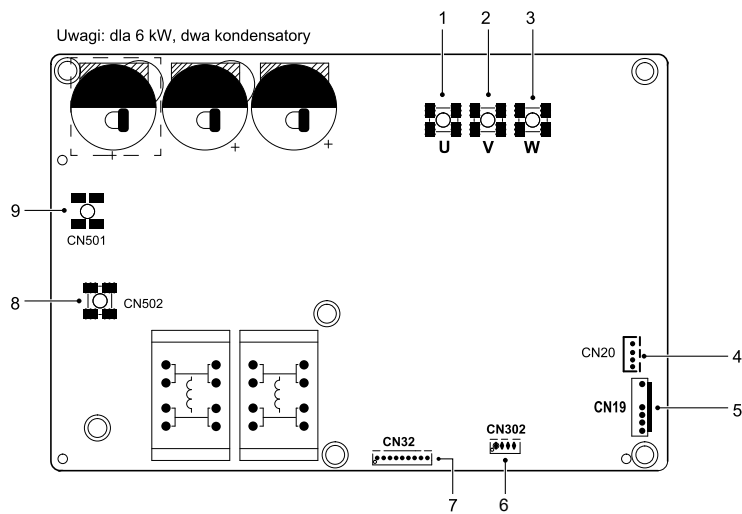 1 2 3
Uwagi: dla 6 kW, dwa kondensatory
+ + +
U V W
9
CN501
8
CN502
CN20
4
CN19
5
CN302
CN32
7 6